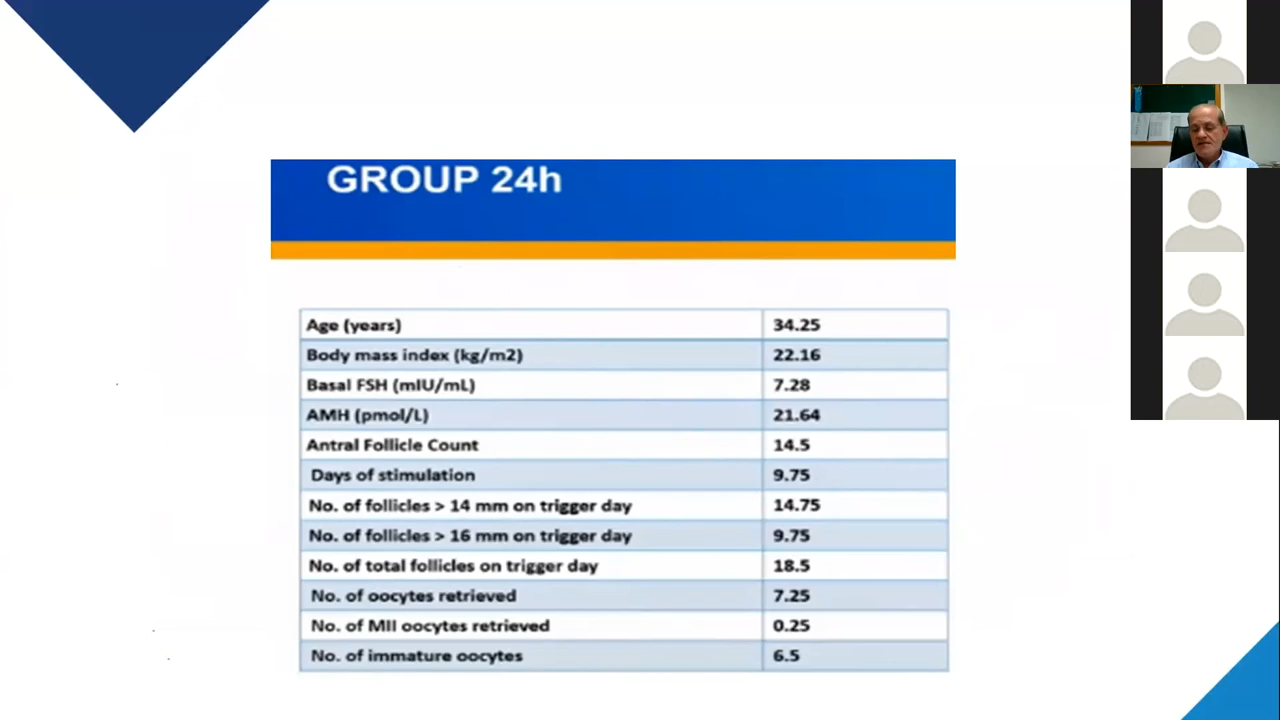 GROUP 24h
Age (years) 34.25
Body mass index (kg/m2) 22.16
Basal FSH (mIU/mL) 7.28
AMH (pmol/L) 21.64
Antral Follicle Count 14.5
Days of stimulation 9.75
No. of follicles > 14 mm on trigger day 14.75
No. of follicles > 16 mm on trigger day 9.75
No. of total follicles on trigger day 18.5
No. of oocytes retrieved 7.25
No. of MII oocytes retrieved 0.25
No. of immature oocytes 6.5